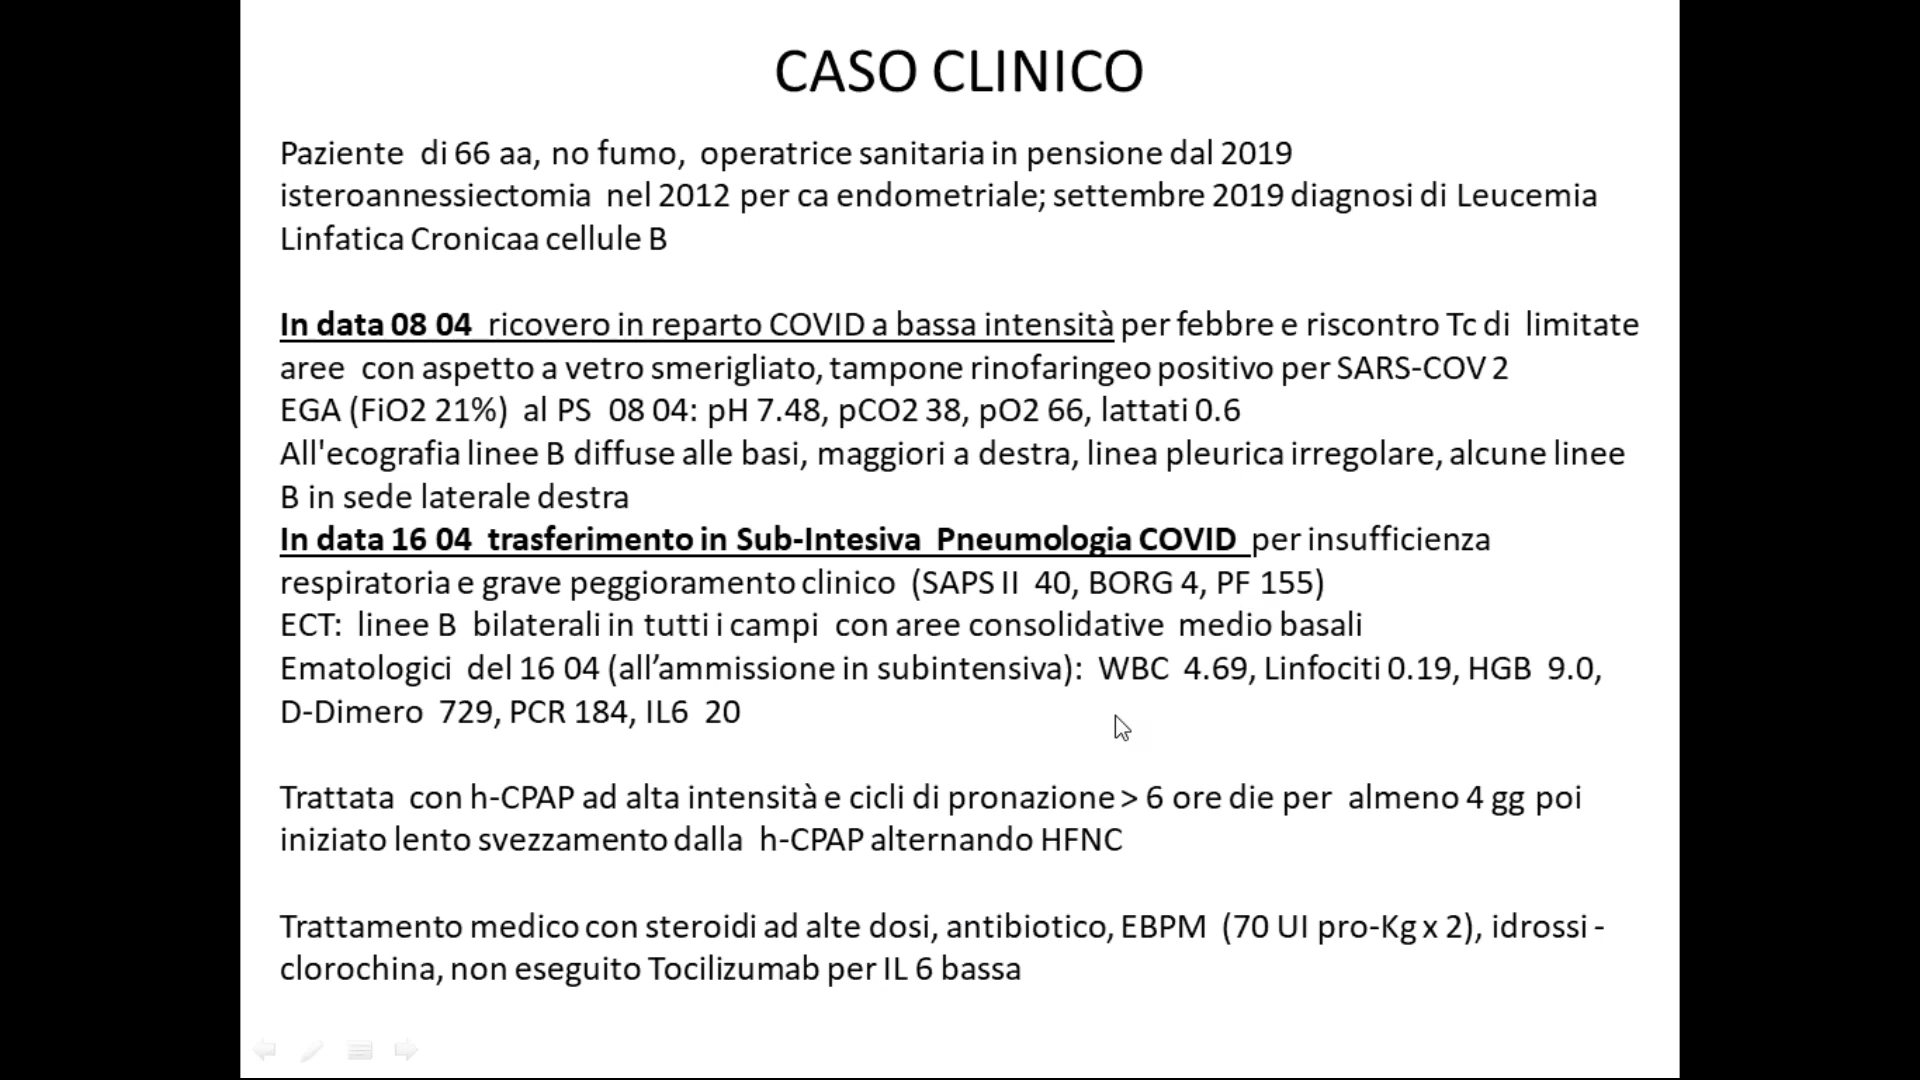 CASO CLINICO
Paziente di 66 aa, no fumo, operatrice sanitaria in pensione dal 2019
isteroannessiectomia nel 2012 per ca endometriale; settembre 2019 diagnosi di Leucemia
Linfatica Cronicaa cellule B
In data 08 04 ricovero in reparto COVID a bassa intensità per febbre e riscontro Tc di limitate
aree con aspetto a vetro smerigliato, tampone rinofaringeo positivo per SARS-COV 2
EGA (FiO2 21%) al PS 08 04: pH 7.48, pCO2 38, pO2 66, lattati 0.6
All'ecografia linee B diffuse alle basi, maggiori a destra, linea pleurica irregolare, alcune linee
B in sede laterale destra
In data 16 04 trasferimento in Sub-Intesiva Pneumologia COVID per insufficienza
respiratoria e grave peggioramento clinico (SAPS II 40, BORG 4, PF 155)
ECT: linee B bilaterali in tutti i campi con aree consolidative medio basali
Ematologici del 16 04 (all’ammissione in subintensiva): WBC 4.69, Linfociti 0.19, HGB 9.0,
D-Dimero 729, PCR 184, IL6 20
Trattata con h-CPAP ad alta intensità e cicli di pronazione > 6 ore die per almeno 4 gg poi
iniziato lento svezzamento dalla h-CPAP alternando HFNC
Trattamento medico con steroidi ad alte dosi, antibiotico, EBPM (70 UI pro-Kg x 2), idrossi -
clorochina, non eseguito Tocilizumab per IL 6 bassa